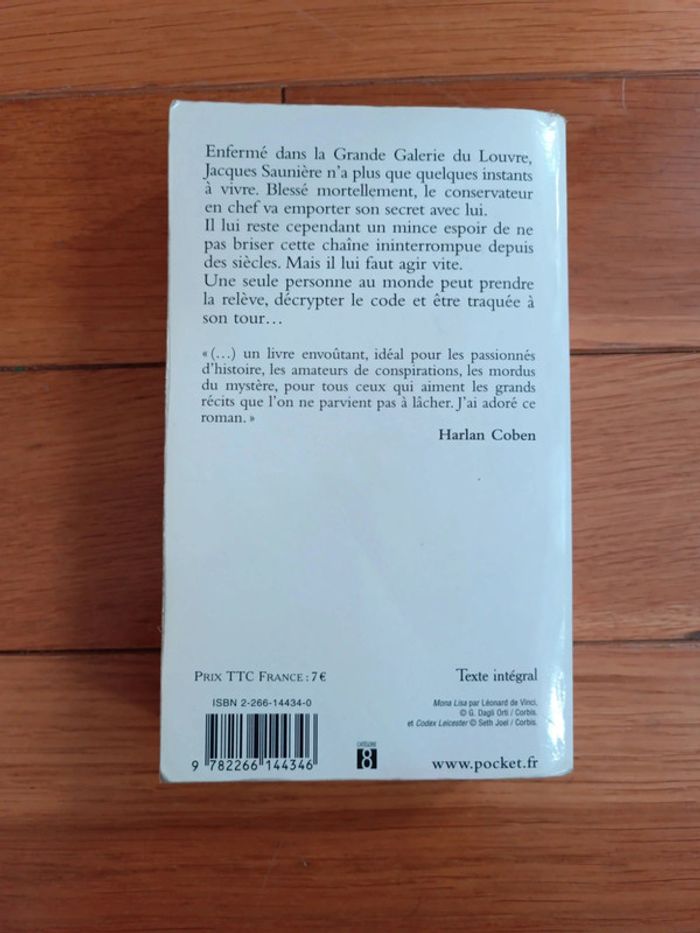 Enfermé dans la Grande Galerie du Louvre,
Jacques Saunière n'a plus que quelques instants
à vivre. Blessé mortellement, le conservateur
en chef va emporter son secret avec lui.
Il lui reste cependant un mince espoir de ne
pas briser cette chaîne ininterrompue depuis
des siècles. Mais il lui faut agir vite.
Une seule personne au monde peut prendre
la relève, décrypter le code et être traquée à
son tour…
« (…) un livre envoûtant, idéal pour les passionnés
d'histoire, les amateurs de conspirations, les mordus
du mystère, pour tous ceux qui aiment les grands
récits que l'on ne parvient pas à lâcher. J'ai adoré ce
roman. »
Harlan Coben
PRIX TTC FRANCE : 7 €
Texte intégral
ISBN 2-266-14434-0
Mona Lisa par Léonard de Vinci.
© G. Dagli Orti / Corbis.
et Codex Leicester © Seth Joel / Corbis.
9 782266 144346
CATÉGORIE
8
www.pocket.fr